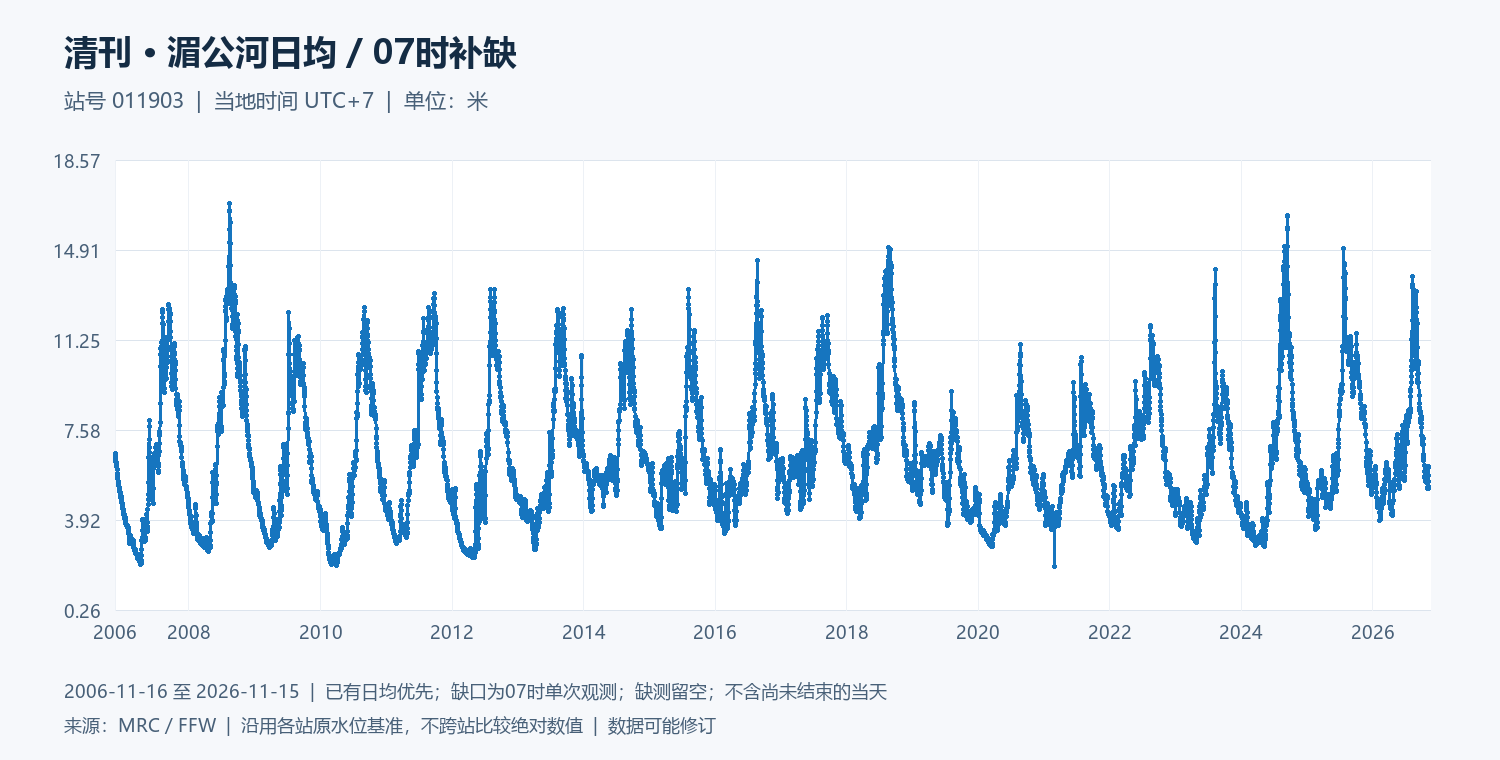 清刊·湄公河日均 / 07时补缺
站号 011903 | 当地时间 UTC+7 | 单位：米
18.57
14.91
11.25
7.58
3.92
0.26
2006 2008 2010 2012 2014 2016 2018 2020 2022 2024 2026
2006-11-16 至 2026-11-15 | 已有日均优先；缺口为07时单次观测；缺测留空；不含尚未结束的当天
来源：MRC / FFW | 沿用各站原水位基准，不跨站比较绝对数值 | 数据可能修订